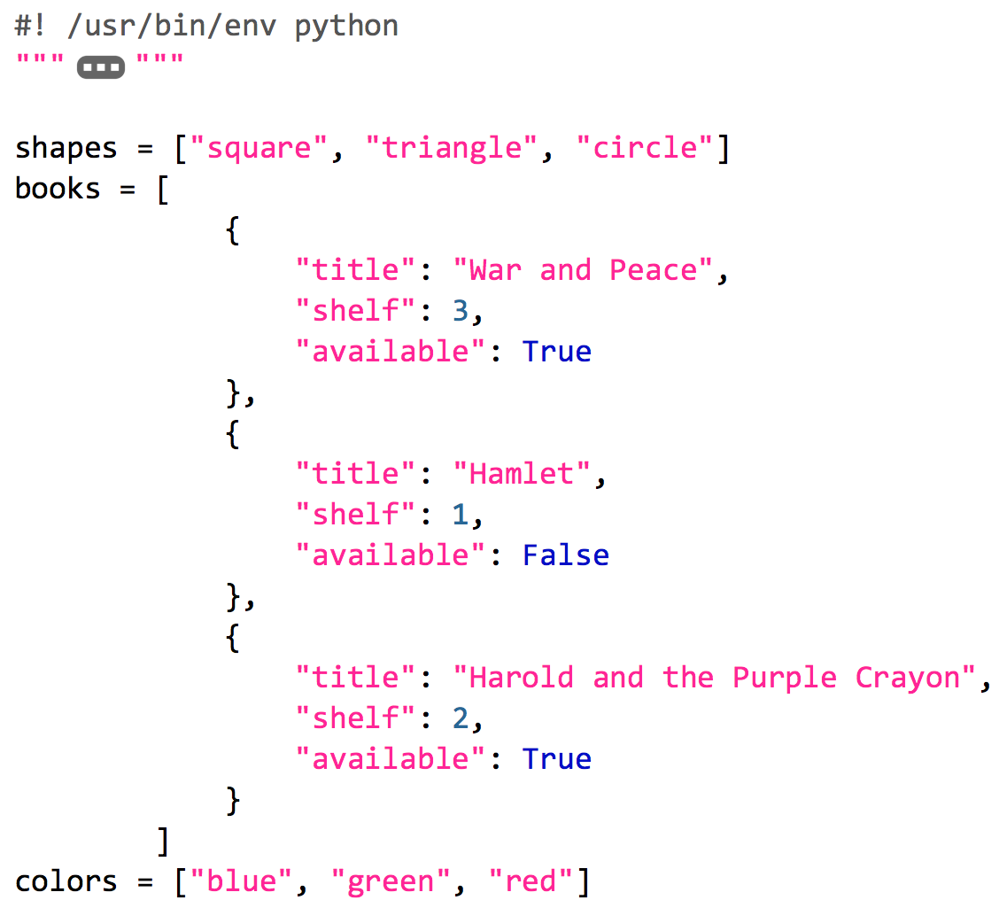 #! /usr/bin/env python
""" ... """
shapes = ["square", "triangle", "circle"]
books = [
{
"title": "War and Peace",
"shelf": 3,
"available": True
},
{
"title": "Hamlet",
"shelf": 1,
"available": False
},
{
"title": "Harold and the Purple Crayon",
"shelf": 2,
"available": True
}
]
colors = ["blue", "green", "red"]